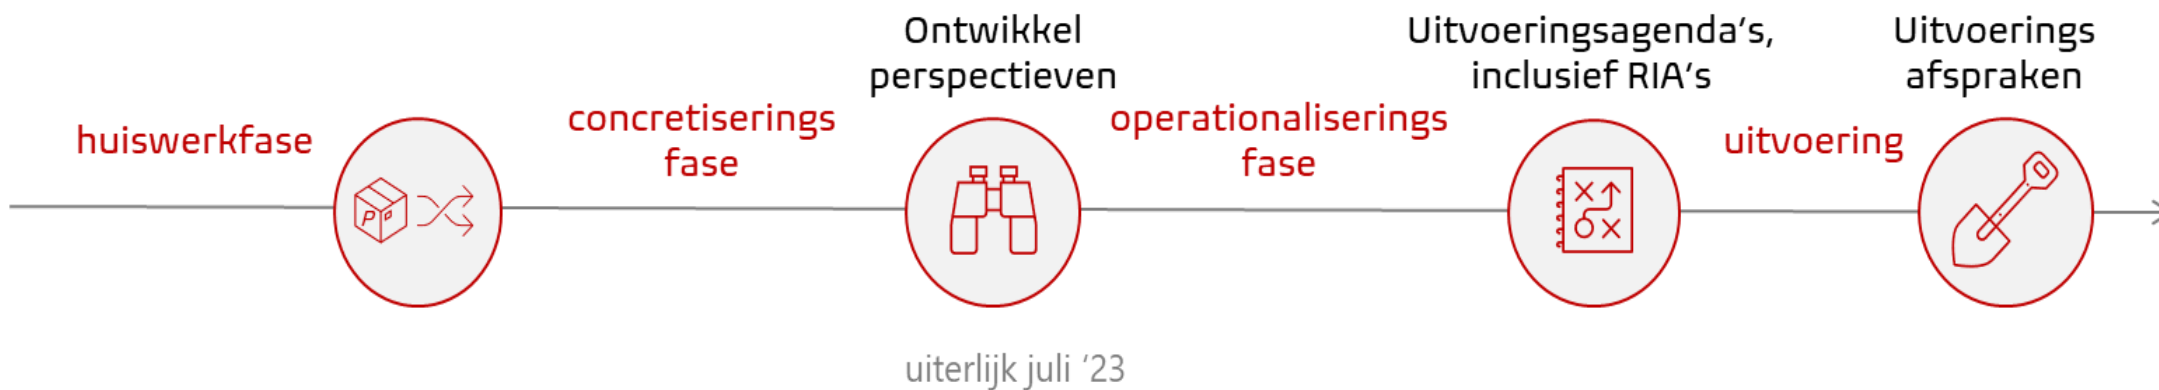 huiswerkfase
P
concretiserings
fase
Ontwikkel
perspectieven
uiterlijk juli '23
operationaliserings
fase
Uitvoeringsagenda's,
inclusief RIA's
uitvoering
Uitvoerings
afspraken